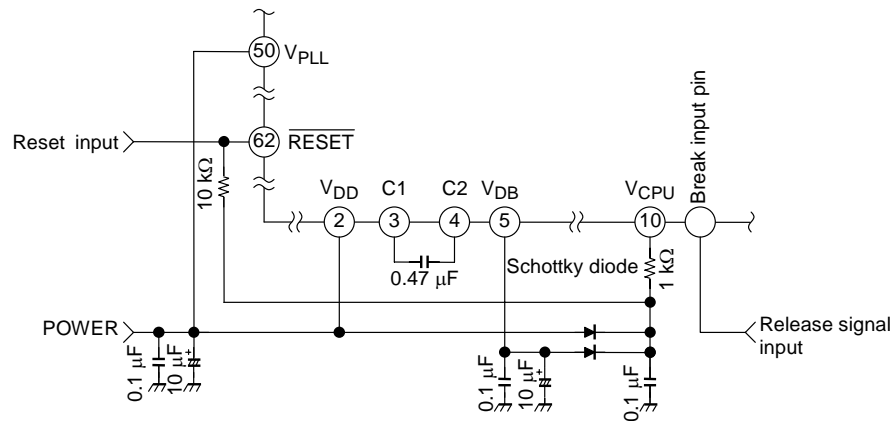 50 VPLL
Reset input 62 RESET
10 kΩ
VDD C1 C2 VDB VCPU
Break input pin
2 3 4 5 10
0.47 μF
Schottky diode
1 kΩ
POWER
Release signal
input
0.1 μF
10 μF
+
0.1 μF
10 μF
+
0.1 μF